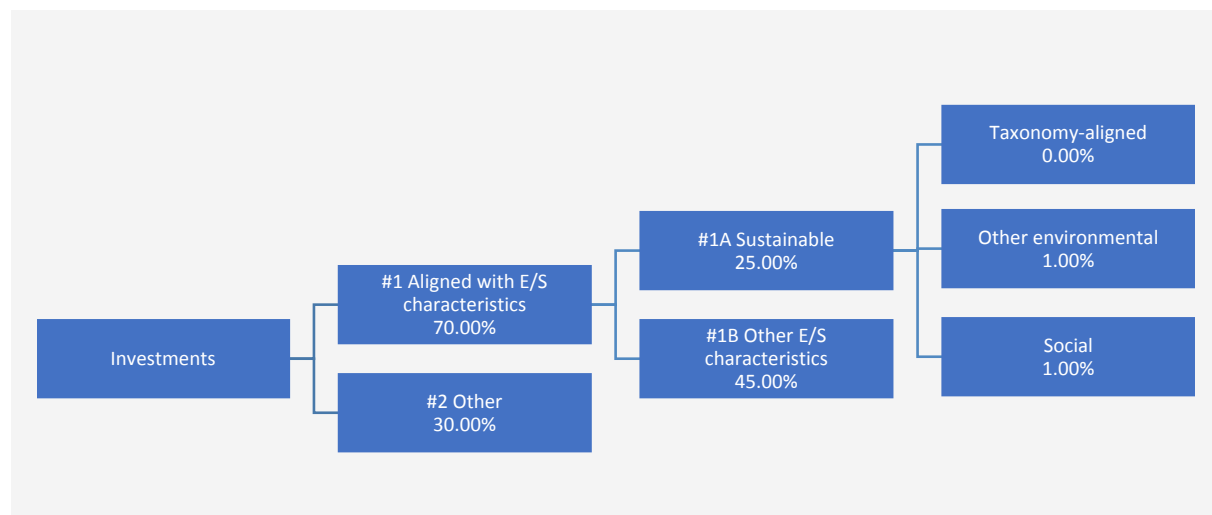 Investments
#1 Aligned with E/S
characteristics
70.00%
#2 Other
30.00%
#1A Sustainable
25.00%
#1B Other E/S
characteristics
45.00%
Taxonomy-aligned
0.00%
Other environmental
1.00%
Social
1.00%